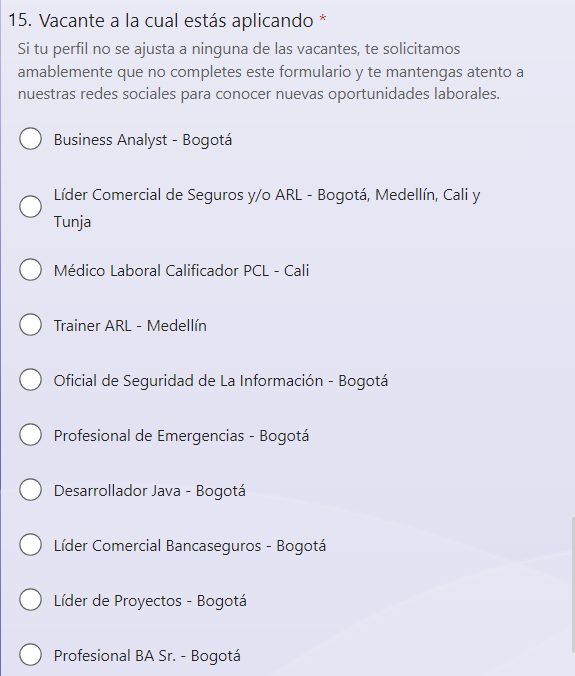 15. Vacante a la cual estás aplicando *
Si tu perfil no se ajusta a ninguna de las vacantes, te solicitamos
amablemente que no completes este formulario y te mantengas atento a
nuestras redes sociales para conocer nuevas oportunidades laborales.
Business Analyst - Bogotá
Líder Comercial de Seguros y/o ARL - Bogotá, Medellín, Cali y
Tunja
Médico Laboral Calificador PCL - Cali
Trainer ARL - Medellín
Oficial de Seguridad de La Información - Bogotá
Profesional de Emergencias - Bogotá
Desarrollador Java - Bogotá
Líder Comercial Bancaseguros - Bogotá
Líder de Proyectos - Bogotá
Profesional BA Sr. - Bogotá